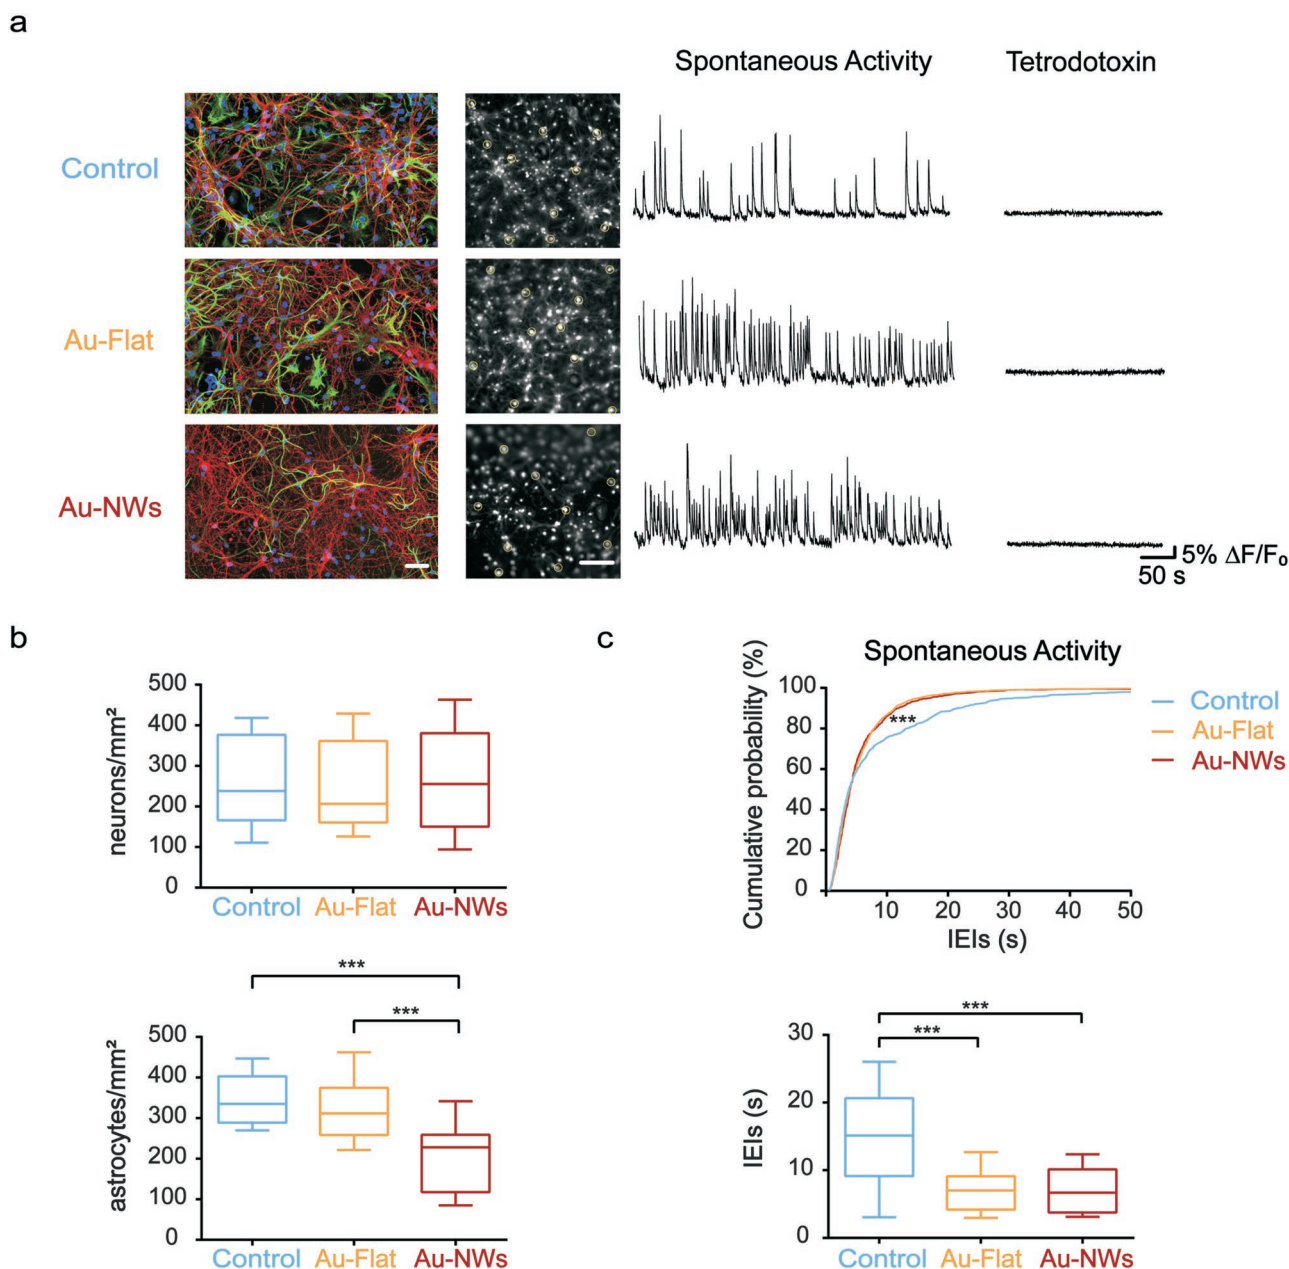 a
Spontaneous Activity
Tetrodotoxin
Control
Au-Flat
Au-NWs
5% ΔF/F₀
50 s
b
neurons/mm²
500
400
300
200
100
0
Control
Au-Flat
Au-NWs
***
***
astrocytes/mm²
500
400
300
200
100
0
Control
Au-Flat
Au-NWs
c
Spontaneous Activity
Cumulative probability (%)
100
80
60
40
20
0
***
10
20
30
40
50
IEIs (s)
Control
Au-Flat
Au-NWs
***
***
IEIs (s)
30
20
10
0
Control
Au-Flat
Au-NWs